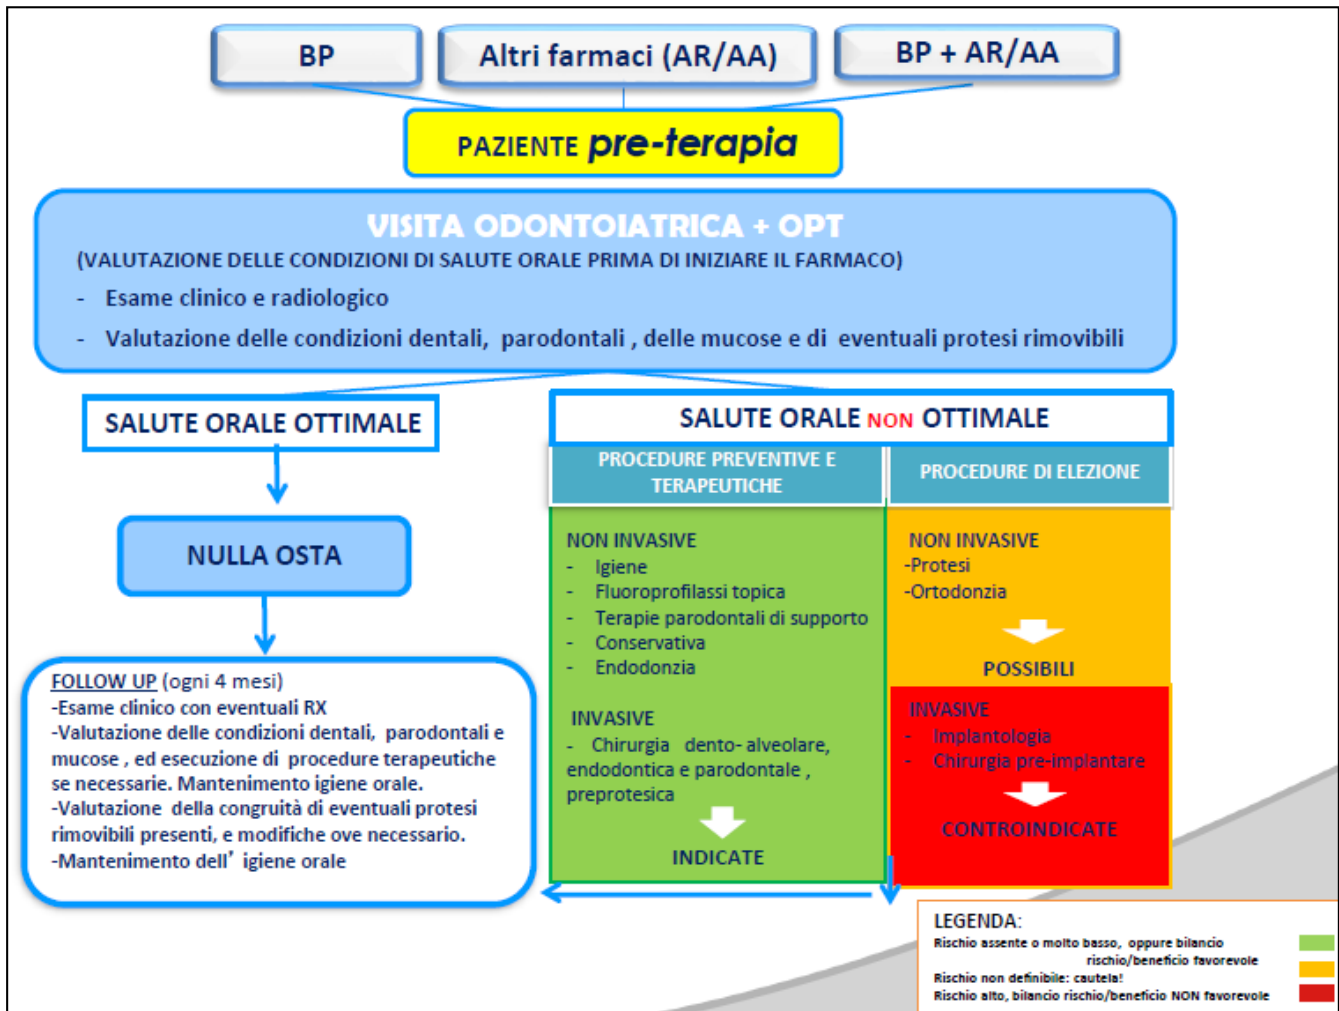 BP
Altri farmaci (AR/AA)
BP + AR/AA
PAZIENTE pre-terapia
VISITA ODONTOIATRICA + OPT
(VALUTAZIONE DELLE CONDIZIONI DI SALUTE ORALE PRIMA DI INIZIARE IL FARMACO)
- Esame clinico e radiologico
- Valutazione delle condizioni dentali, parodontali , delle mucose e di eventuali protesi rimovibili
SALUTE ORALE OTTIMALE
NULLA OSTA
FOLLOW UP (ogni 4 mesi)
-Esame clinico con eventuali RX
-Valutazione delle condizioni dentali, parodontali e
mucose , ed esecuzione di procedure terapeutiche
se necessarie. Mantenimento igiene orale.
-Valutazione della congruità di eventuali protesi
rimovibili presenti, e modifiche ove necessario.
-Mantenimento dell' igiene orale
SALUTE ORALE NON OTTIMALE
PROCEDURE PREVENTIVE E
TERAPEUTICHE
NON INVASIVE
- Igiene
- Fluoroprofilassi topica
- Terapie parodontali di supporto
- Conservativa
- Endodonzia
INVASIVE
- Chirurgia dento- alveolare,
endodontica e parodontale ,
preprotesica
INDICATE
PROCEDURE DI ELEZIONE
NON INVASIVE
-Protesi
-Ortodonzia
POSSIBILI
INVASIVE
- Implantologia
- Chirurgia pre-implantare
CONTROINDICATE
LEGENDA:
Rischio assente o molto basso, oppure bilancio
rischio/beneficio favorevole
Rischio non definibile: cautela!
Rischio alto, bilancio rischio/beneficio NON favorevole